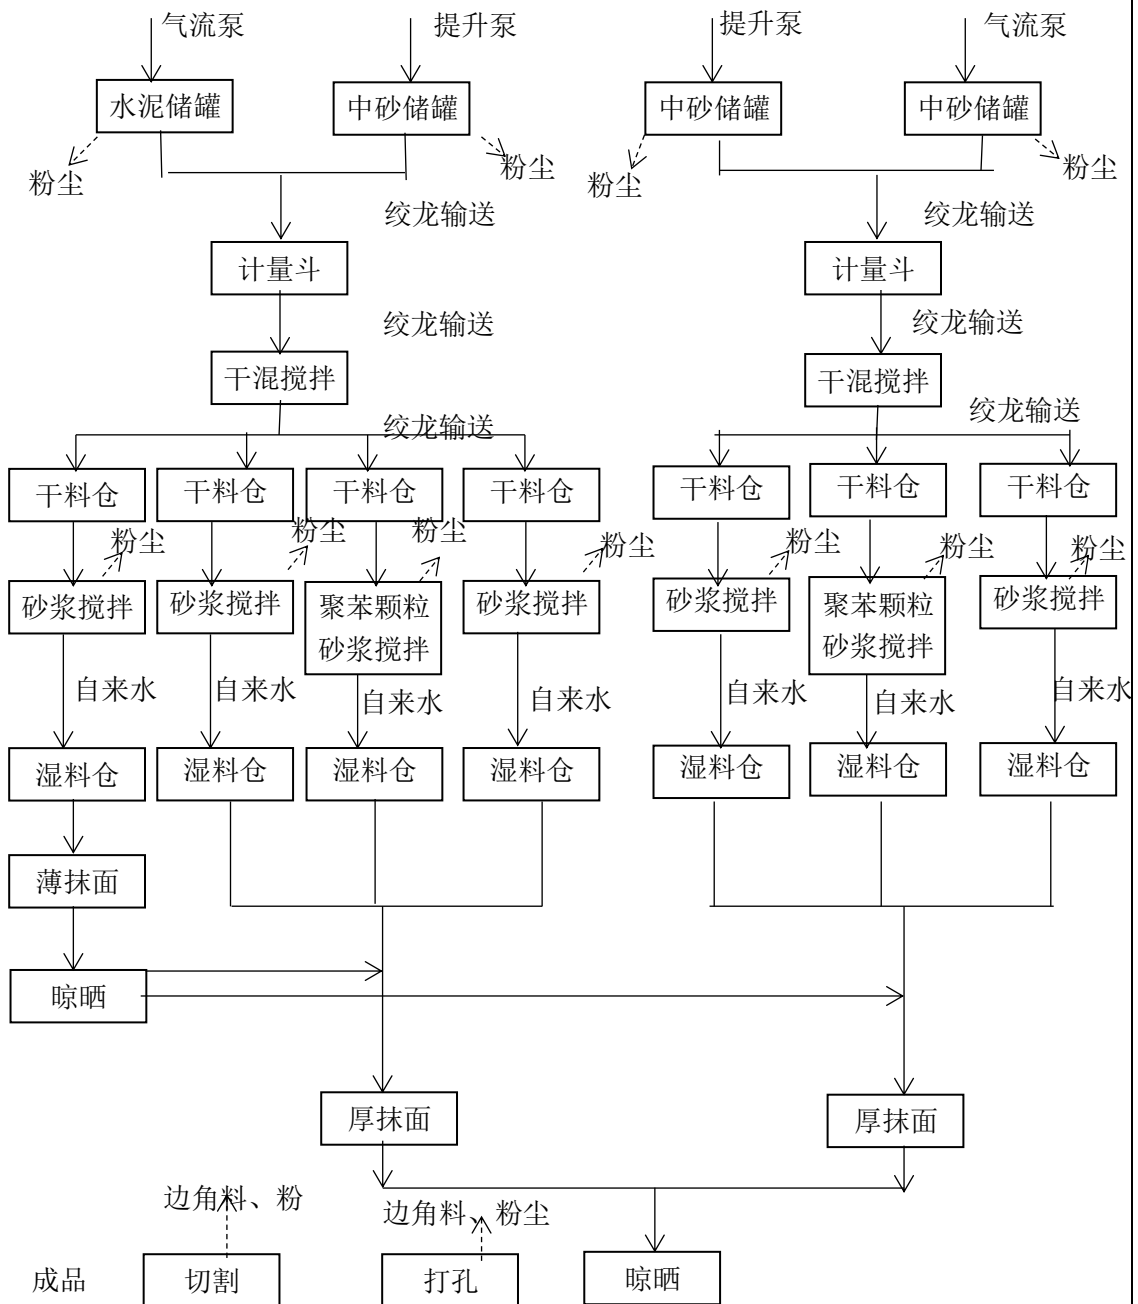 气流泵
提升泵
提升泵
气流泵
水泥储罐
中砂储罐
中砂储罐
中砂储罐
粉尘
粉尘
粉尘
粉尘
绞龙输送
绞龙输送
计量斗
计量斗
绞龙输送
绞龙输送
干混搅拌
干混搅拌
绞龙输送
绞龙输送
干料仓
干料仓
干料仓
干料仓
干料仓
干料仓
干料仓
粉尘
粉尘
粉尘
粉尘
粉尘
粉尘
粉尘
砂浆搅拌
砂浆搅拌
聚苯颗粒
砂浆搅拌
砂浆搅拌
砂浆搅拌
聚苯颗粒
砂浆搅拌
砂浆搅拌
自来水
自来水
自来水
自来水
自来水
自来水
自来水
湿料仓
湿料仓
湿料仓
湿料仓
湿料仓
湿料仓
湿料仓
薄抹面
晾晒
厚抹面
厚抹面
边角料、粉
边角料、粉尘
成品
切割
打孔
晾晒